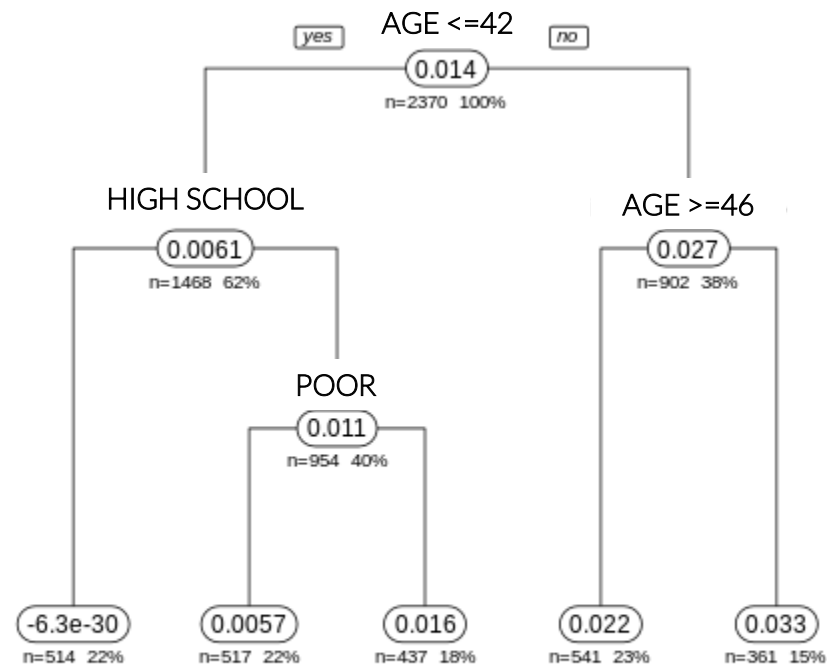 AGE <=42
yes
no
0.014
n=2370 100%
HIGH SCHOOL
AGE >=46
0.0061
0.027
n=1468 62%
n=902 38%
POOR
0.011
n=954 40%
-6.3e-30
0.0057
0.016
0.022
0.033
n=514 22%
n=517 22%
n=437 18%
n=541 23%
n=361 15%